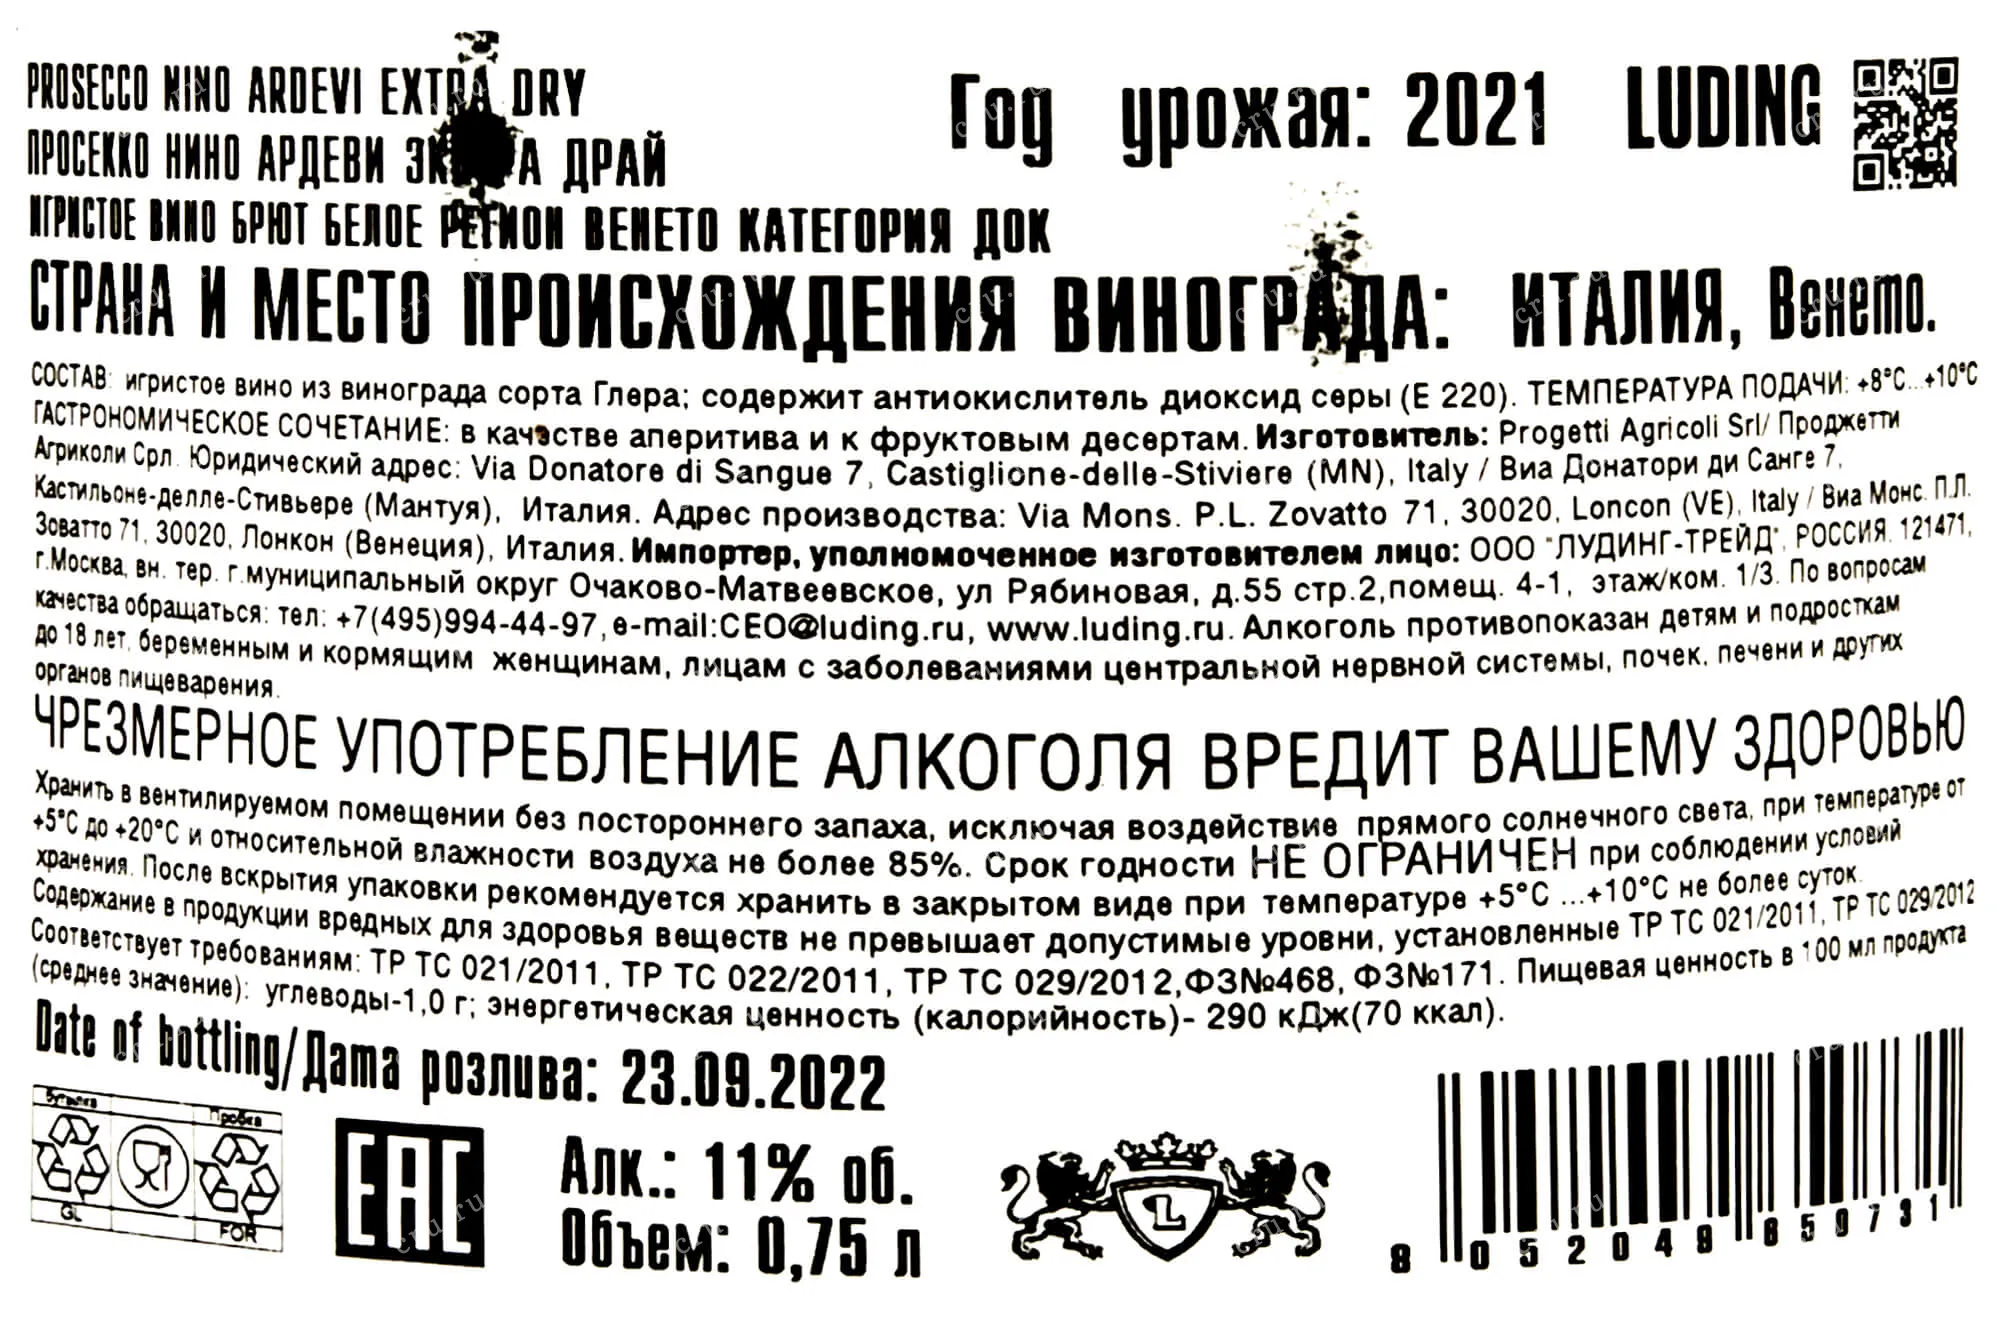 PROSECCO NINO ARDEVI EXTRA DRY
ПРОСЕККО НИНО АРДЕВИ ЭК А ДРАЙ
ИГРИСТОЕ ВИНО БРЮТ БЕЛОЕ РЕГИОН ВЕНЕТО КАТЕГОРИЯ ДОК
Год урожая: 2021 LUDING
СТРАНА И МЕСТО ПРОИСХОЖДЕНИЯ ВИНОГРАДА: ИТАЛИЯ, Венето.
СОСТАВ: игристое вино из винограда сорта Глера; содержит антиокислитель диоксид серы (Е 220). ТЕМПЕРАТУРА ПОДАЧИ: +8°C...+10°C
ГАСТРОНОМИЧЕСКОЕ СОЧЕТАНИЕ: в качестве аперитива и к фруктовым десертам. Изготовитель: Progetti Agricoli Srl/ Проджетти
Агриколи Срл. Юридический адрес: Via Donatore di Sangue 7, Castiglione-delle-Stiviere (MN), Italy / Виа Донатори ди Санге 7,
Кастильоне-делле-Стивьере (Мантуя), Италия. Адрес производства: Via Mons. P.L. Zovatto 71, 30020, Loncon (VE), Italy / Виа Монс. П.Л.
Зоватто 71, 30020, Лонкон (Венеция), Италия. Импортер, уполномоченное изготовителем лицо: ООО "ЛУДИНГ-ТРЕЙД", РОССИЯ, 121471,
г.Москва, вн. тер. г.муниципальный округ Очаково-Матвеевское, ул Рябиновая, д.55 стр.2,помещ. 4-1, этаж/ком. 1/3. По вопросам
качества обращаться: тел: +7(495)994-44-97, e-mail:CEO@luding.ru, www.luding.ru. Алкоголь противопоказан детям и подросткам
до 18 лет, беременным и кормящим женщинам, лицам с заболеваниями центральной нервной системы, почек, печени и других
органов пищеварения.
ЧРЕЗМЕРНОЕ УПОТРЕБЛЕНИЕ АЛКОГОЛЯ ВРЕДИТ ВАШЕМУ ЗДОРОВЬЮ
Хранить в вентилируемом помещении без постороннего запаха, исключая воздействие прямого солнечного света, при температуре от
+5°C до +20°C и относительной влажности воздуха не более 85%. Срок годности НЕ ОГРАНИЧЕН при соблюдении условий
хранения. После вскрытия упаковки рекомендуется хранить в закрытом виде при температуре +5°C ...+10°C не более суток.
Содержание в продукции вредных для здоровья веществ не превышает допустимые уровни, установленные ТР ТС 021/2011, ТР ТС 029/2012
Соответствует требованиям: ТР ТС 021/2011, ТР ТС 022/2011, ТР ТС 029/2012,ФЗ№468, ФЗ№171. Пищевая ценность в 100 мл продукта
(среднее значение): углеводы-1,0 г; энергетическая ценность (калорийность)- 290 кДж(70 ккал).
Date of bottling/Дата розлива: 23.09.2022
Бутылка Пробка
GL FOR
EAC
Алк.: 11% об.
Объем: 0,75 л
L
8 052048 850731